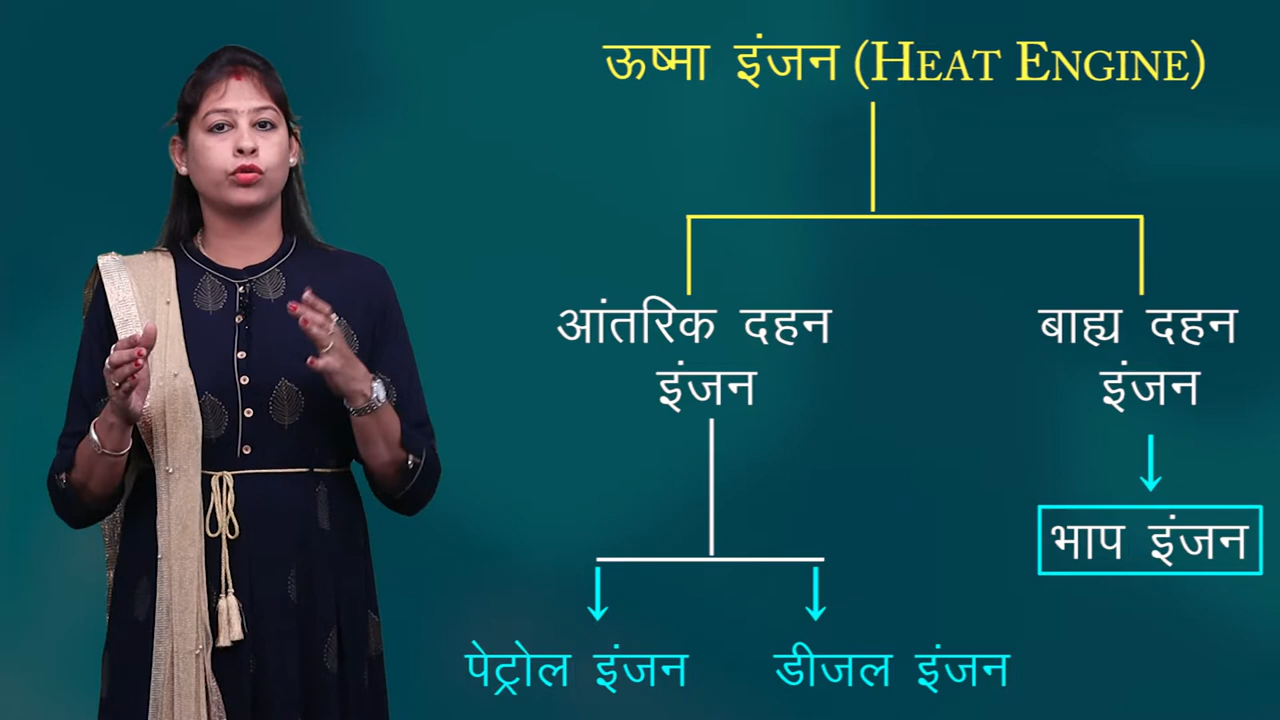 ऊष्मा इंजन (HEAT ENGINE)
आंतरिक दहन
इंजन
बाह्य दहन
इंजन
भाप इंजन
पेट्रोल इंजन
डीजल इंजन